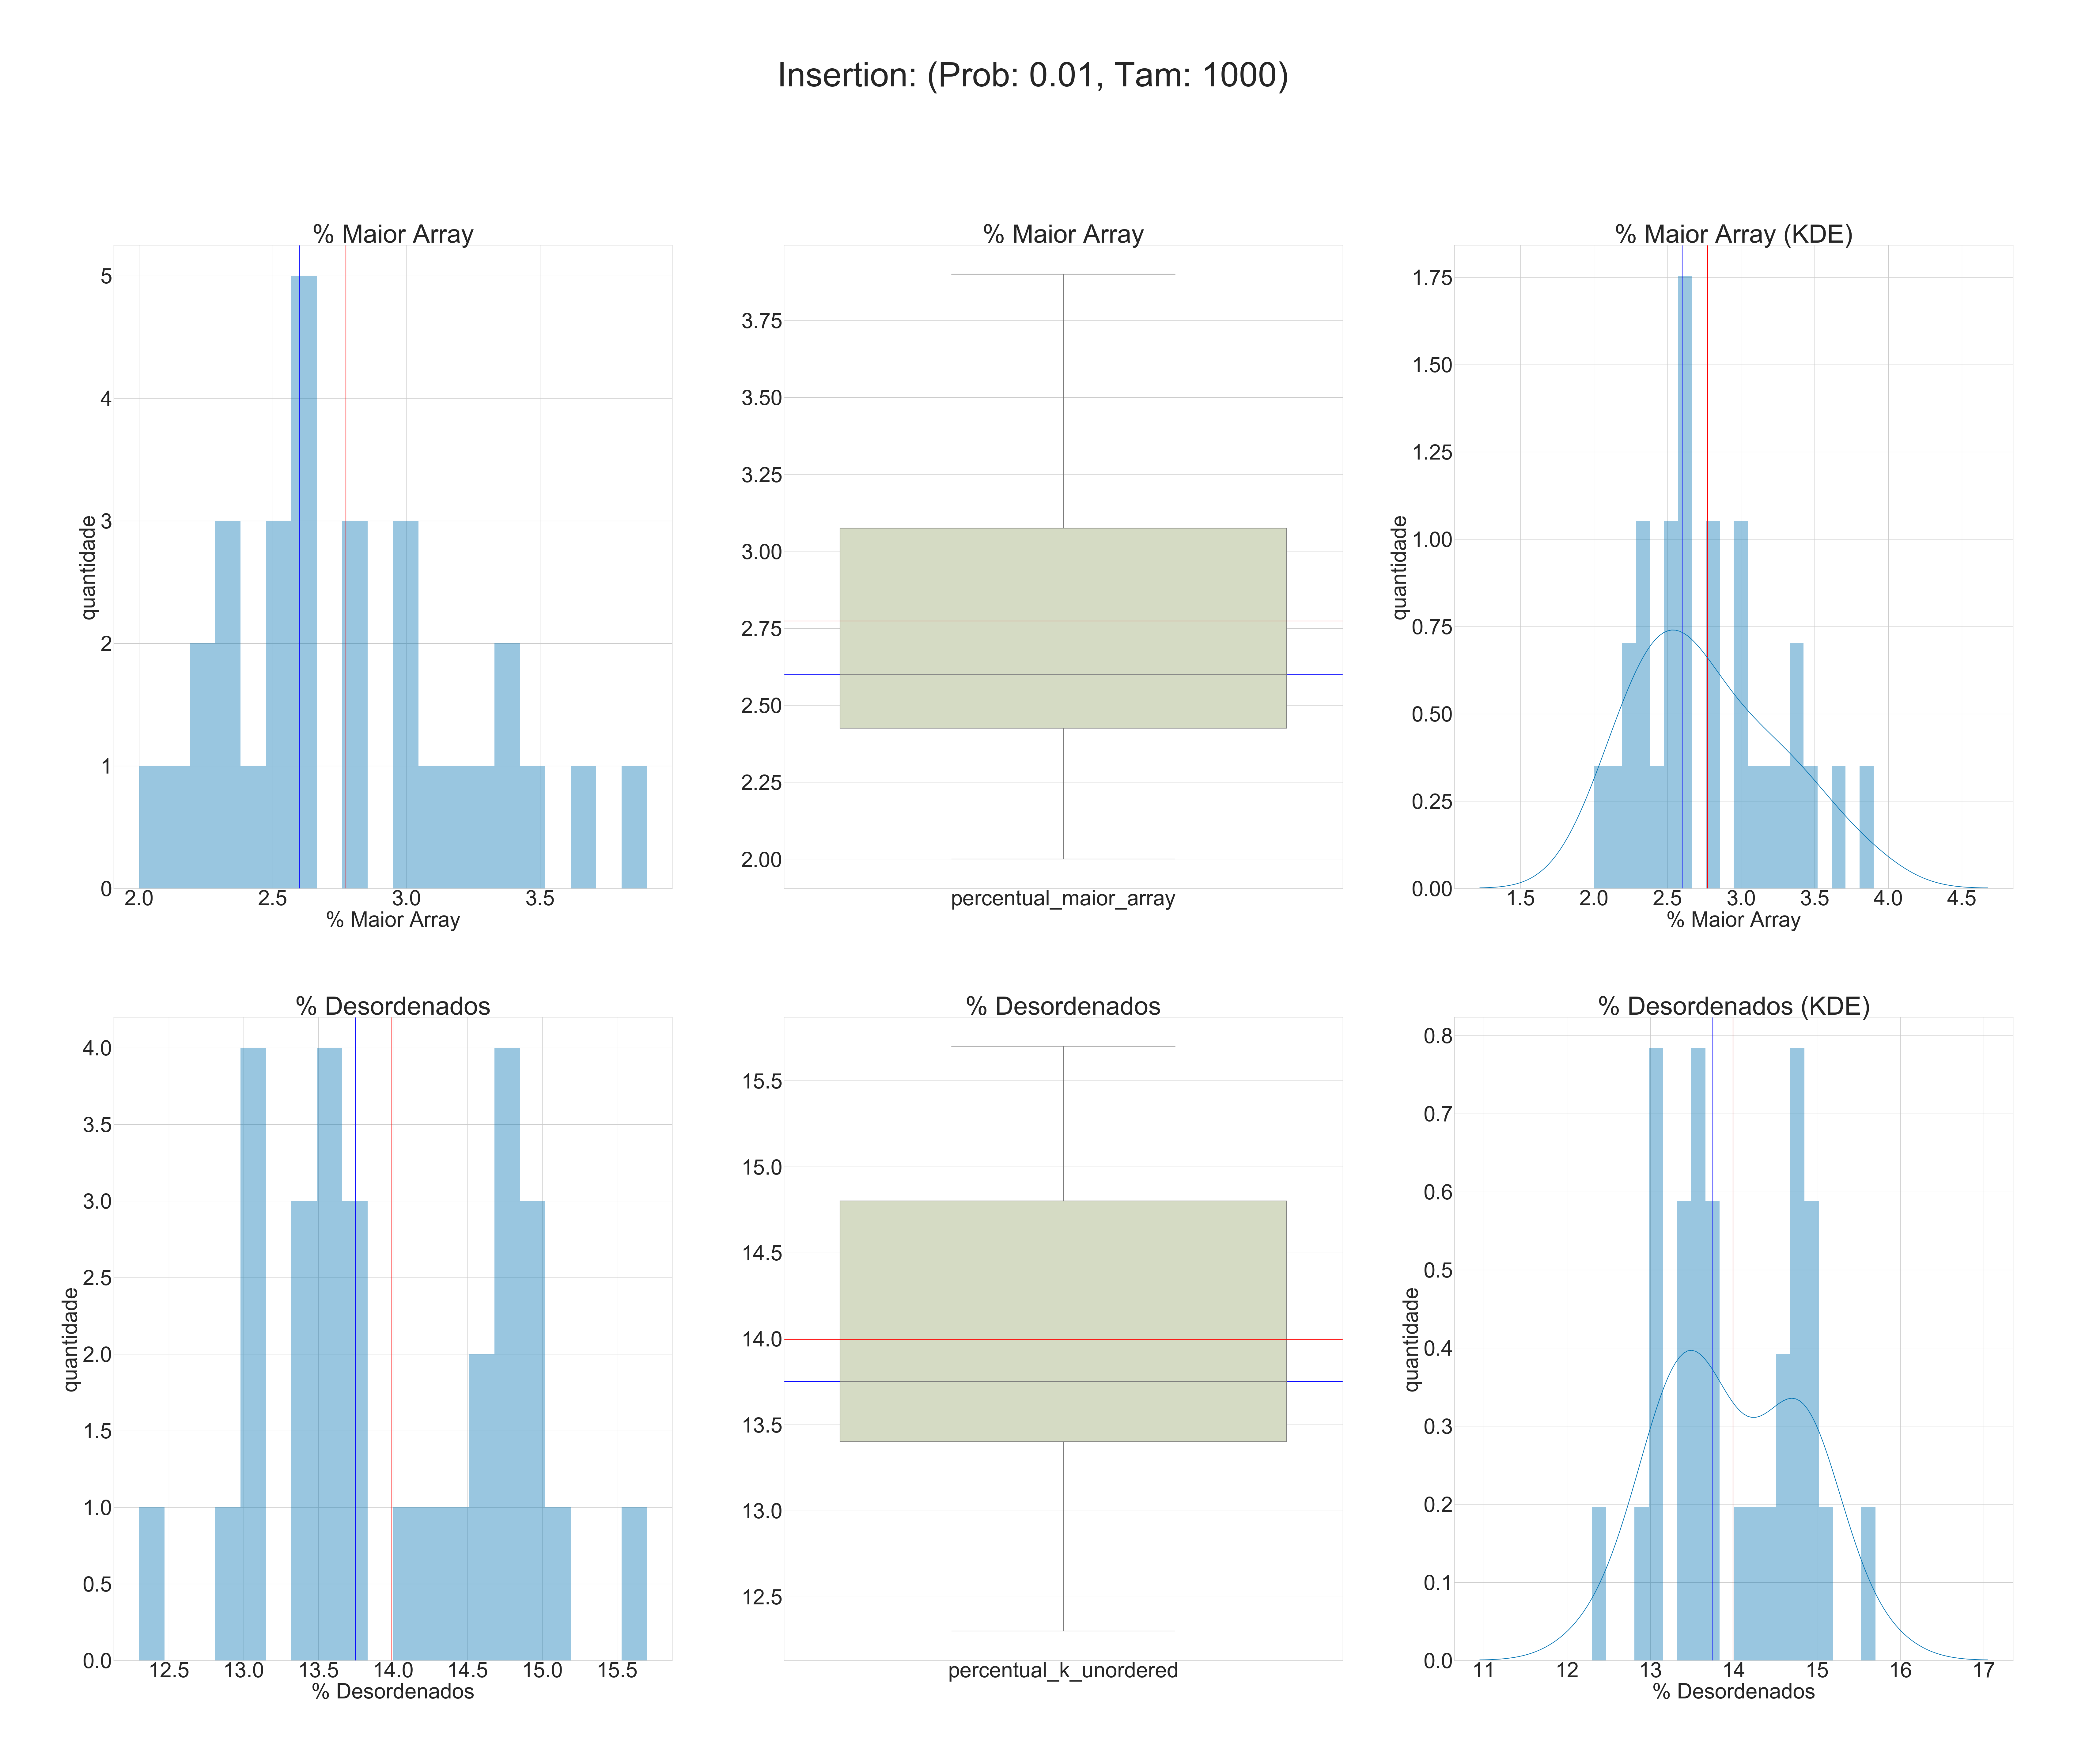 Insertion: (Prob: 0.01, Tam: 1000)
% Maior Array
5
4
3
2
1
0
quantidade
2.0 2.5 3.0 3.5
% Maior Array
% Maior Array
3.75
3.50
3.25
3.00
2.75
2.50
2.25
2.00
percentual_maior_array
% Maior Array (KDE)
1.75
1.50
1.25
1.00
0.75
0.50
0.25
0.00
quantidade
1.5 2.0 2.5 3.0 3.5 4.0 4.5
% Maior Array
% Desordenados
4.0
3.5
3.0
2.5
2.0
1.5
1.0
0.5
0.0
quantidade
12.5 13.0 13.5 14.0 14.5 15.0 15.5
% Desordenados
% Desordenados
15.5
15.0
14.5
14.0
13.5
13.0
12.5
percentual_k_unordered
% Desordenados (KDE)
0.8
0.7
0.6
0.5
0.4
0.3
0.2
0.1
0.0
quantidade
11 12 13 14 15 16 17
% Desordenados